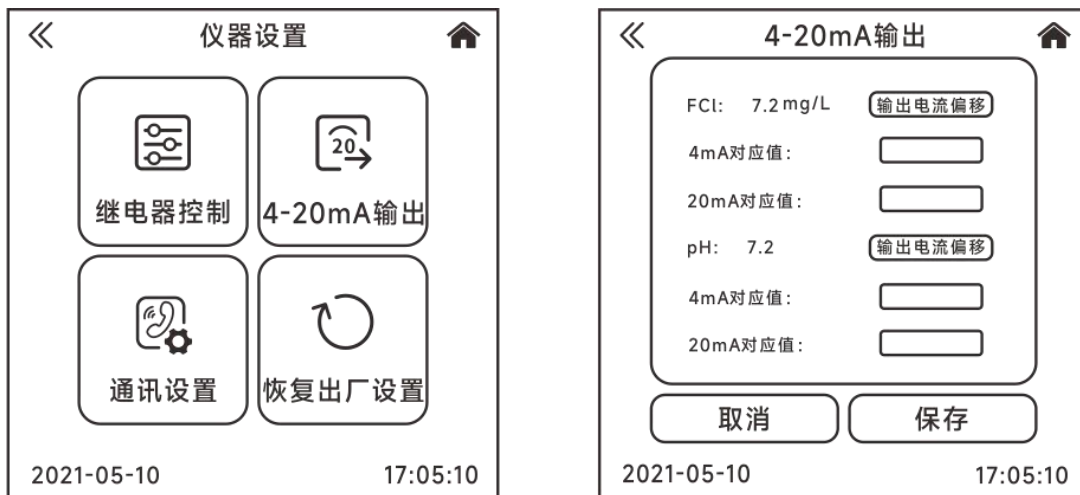 仪器设置
20
继电器控制
4-20mA输出
通讯设置
恢复出厂设置
2021-05-10
17:05:10
4-20mA输出
FCl: 7.2mg/L 输出电流偏移
4mA对应值:
20mA对应值:
pH: 7.2 输出电流偏移
4mA对应值:
20mA对应值:
取消
保存
2021-05-10
17:05:10